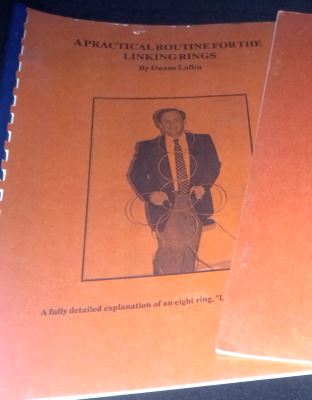 A PRACTICAL ROUTINE FOR THE
LINKING RINGS
By Duane Laflin
A fully detailed explanation of an eight ring, "L